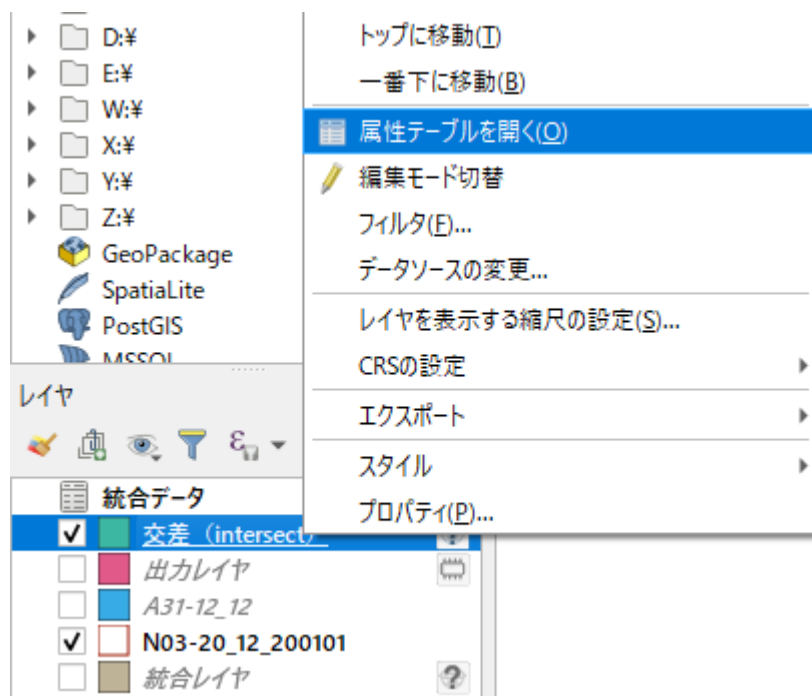 D:¥
E:¥
W:¥
X:¥
Y:¥
Z:¥
GeoPackage
SpatiaLite
PostGIS
MSSQL
トップに移動(T)
一番下に移動(B)
属性テーブルを開く(O)
編集モード切替
フィルタ(F)...
データソースの変更...
レイヤを表示する縮尺の設定(S)...
CRSの設定
エクスポート
スタイル
プロパティ(P)...
レイヤ
統合データ
交差（intersect）
出力レイヤ
A31-12_12
N03-20_12_200101
統合レイヤ